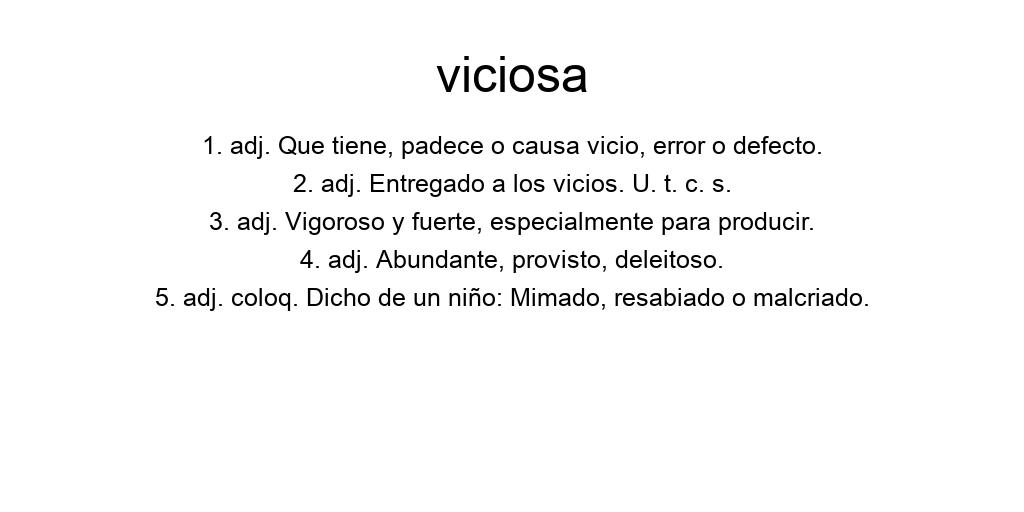 viciosa
1. adj. Que tiene, padece o causa vicio, error o defecto.
2. adj. Entregado a los vicios. U. t. c. s.
3. adj. Vigoroso y fuerte, especialmente para producir.
4. adj. Abundante, provisto, deleitoso.
5. adj. coloq. Dicho de un niño: Mimado, resabiado o malcriado.